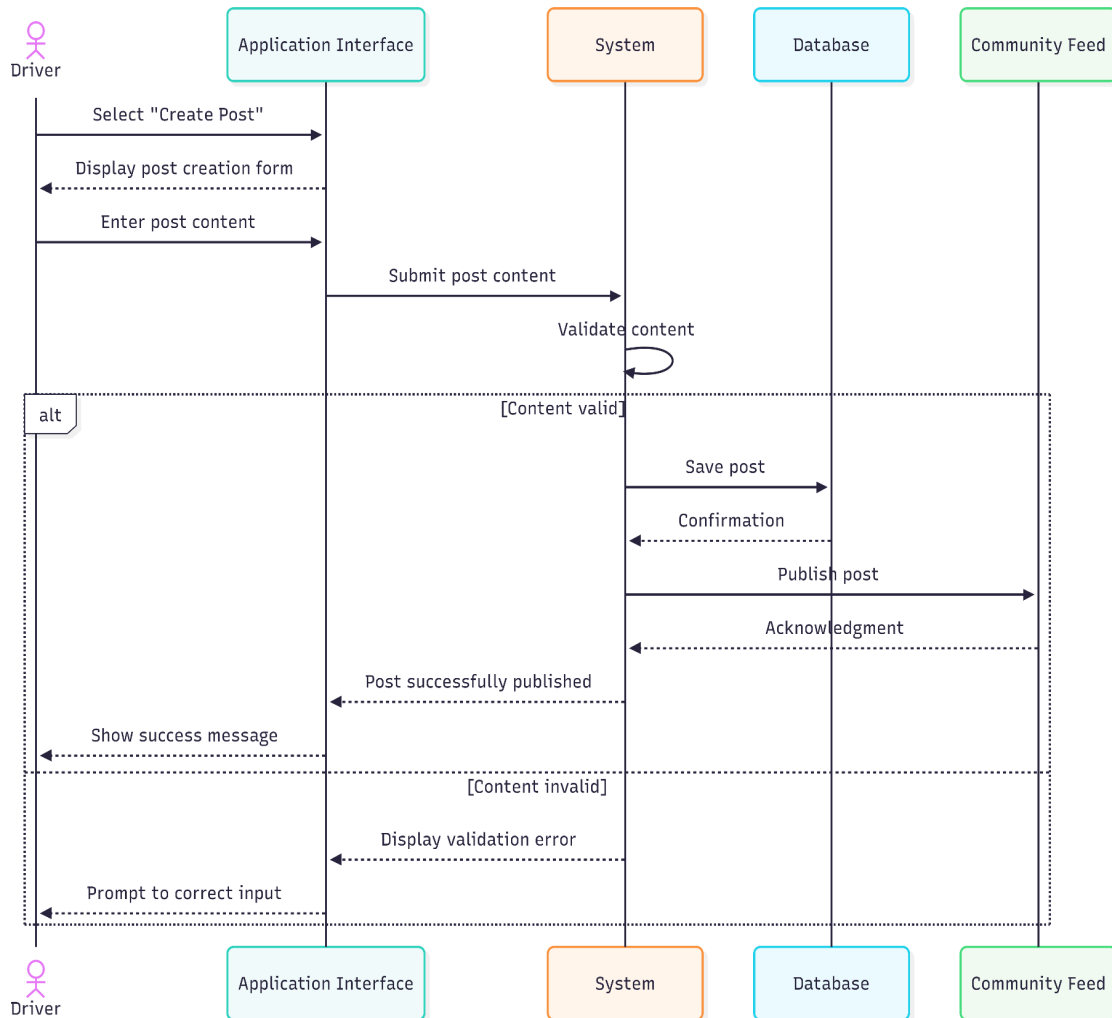 Driver
Application Interface
System
Database
Community Feed
Select "Create Post"
Display post creation form
Enter post content
Submit post content
Validate content
alt
[Content valid]
Save post
Confirmation
Publish post
Acknowledgment
Post successfully published
Show success message
[Content invalid]
Display validation error
Prompt to correct input
Driver
Application Interface
System
Database
Community Feed